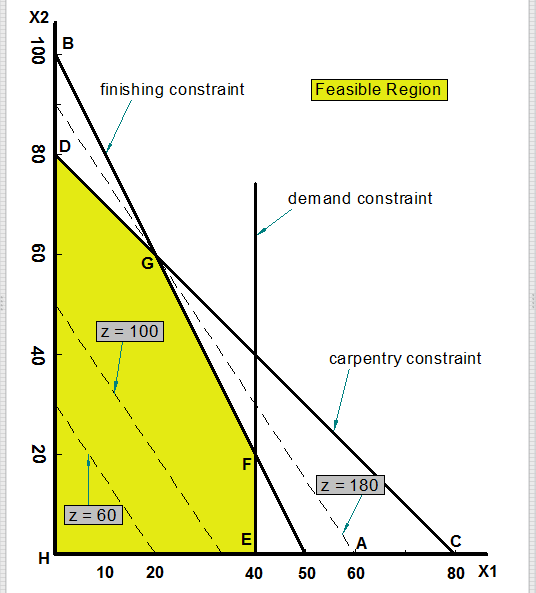 X2
100
B
finishing constraint
Feasible Region
80
D
demand constraint
60
G
z = 100
40
carpentry constraint
20
F
z = 180
z = 60
E
A
C
H
10
20
40
50
60
80
X1